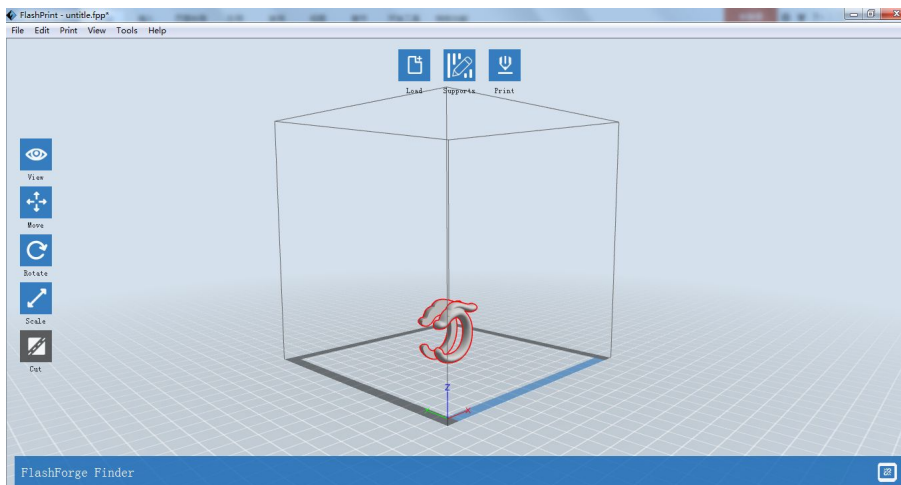 FlashPrint - untitle.fpp*
File Edit Print View Tools Help
Load Supports Print
View
Move
Rotate
Scale
Cut
Z
X
FlashForge Finder